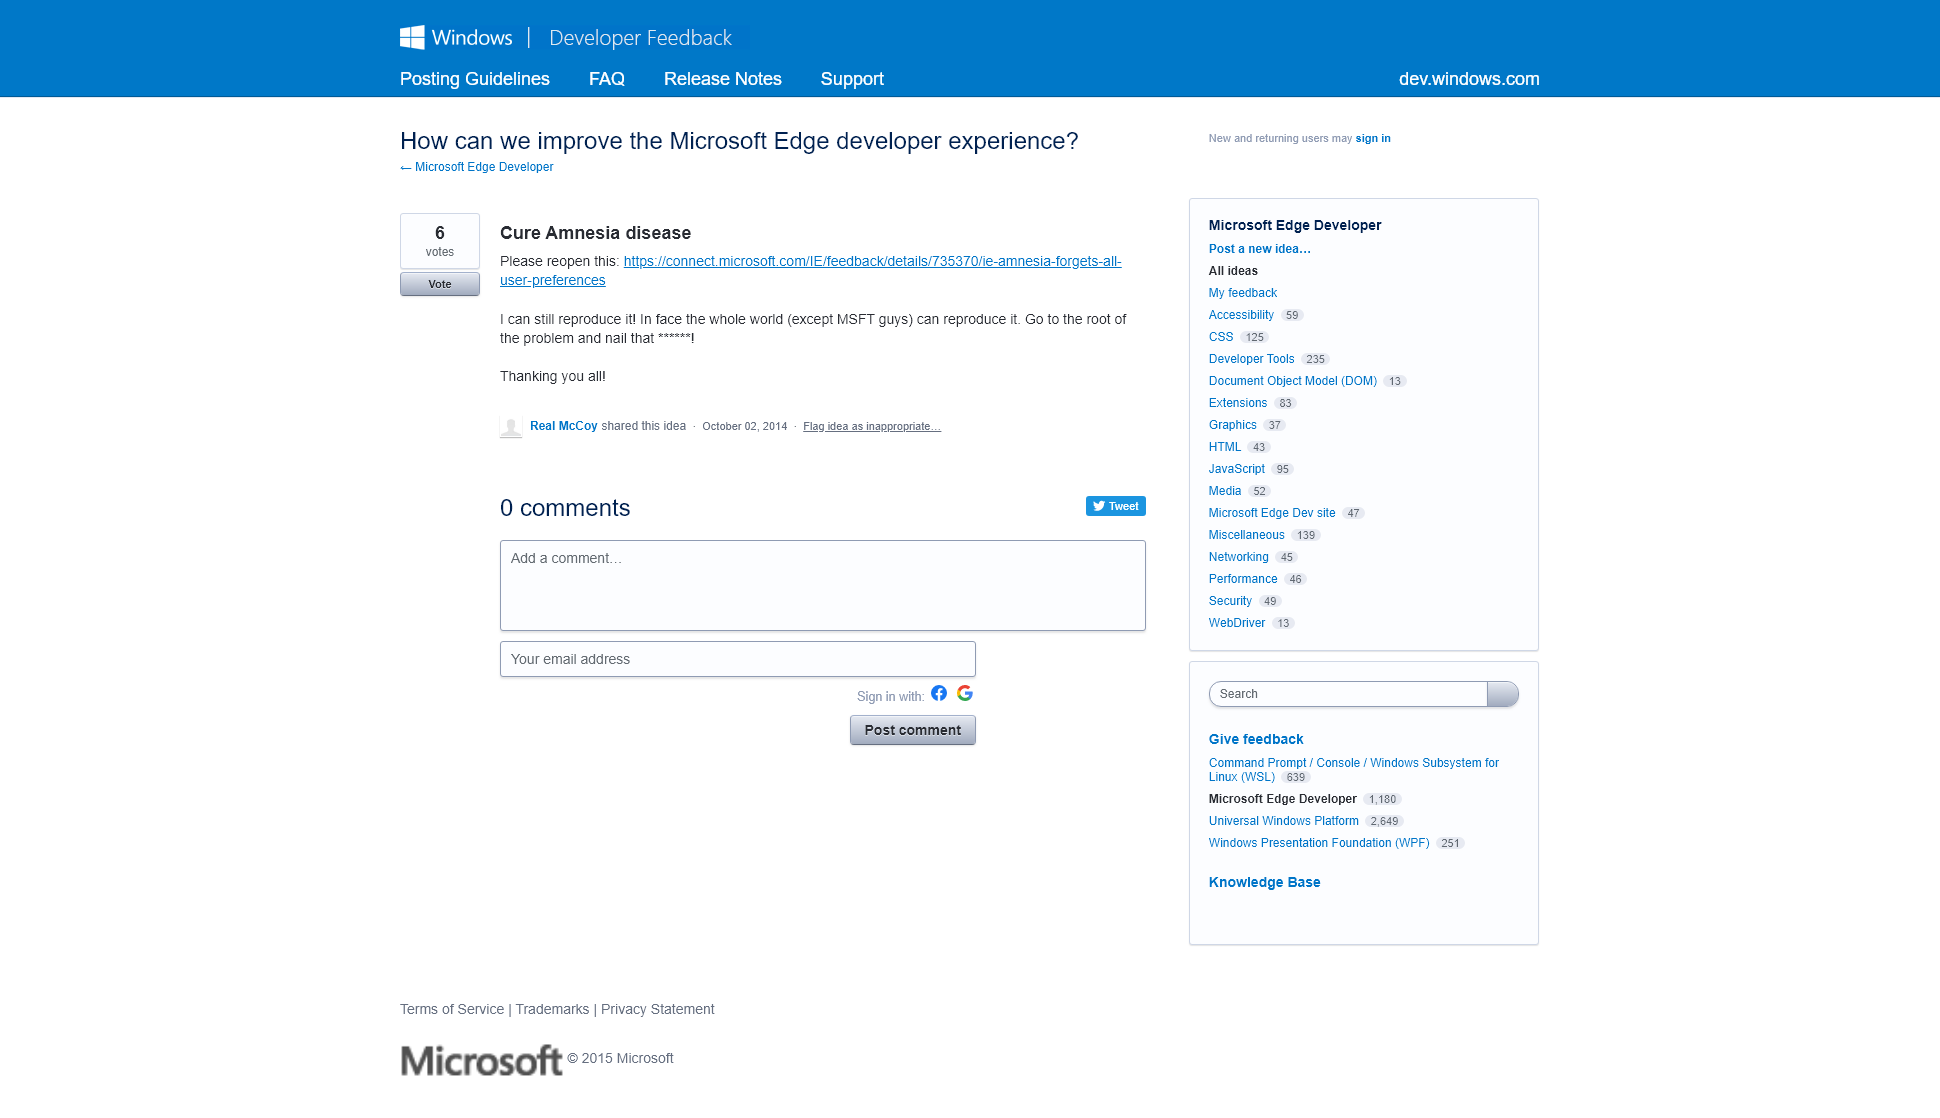 Windows | Developer Feedback
Posting Guidelines FAQ Release Notes Support dev.windows.com
How can we improve the Microsoft Edge developer experience?
← Microsoft Edge Developer
New and returning users may sign in
6
votes
Vote
Cure Amnesia disease
Please reopen this: https://connect.microsoft.com/IE/feedback/details/735370/ie-amnesia-forgets-all-
user-preferences
I can still reproduce it! In face the whole world (except MSFT guys) can reproduce it. Go to the root of
the problem and nail that ******!
Thanking you all!
Real McCoy shared this idea · October 02, 2014 · Flag idea as inappropriate…
0 comments
Tweet
Add a comment…
Your email address
Sign in with:
Post comment
Microsoft Edge Developer
Post a new idea…
All ideas
My feedback
Accessibility 59
CSS 125
Developer Tools 235
Document Object Model (DOM) 13
Extensions 83
Graphics 37
HTML 43
JavaScript 95
Media 52
Microsoft Edge Dev site 47
Miscellaneous 139
Networking 45
Performance 46
Security 49
WebDriver 13
Search
Give feedback
Command Prompt / Console / Windows Subsystem for
Linux (WSL) 639
Microsoft Edge Developer 1,180
Universal Windows Platform 2,649
Windows Presentation Foundation (WPF) 251
Knowledge Base
Terms of Service | Trademarks | Privacy Statement
Microsoft © 2015 Microsoft